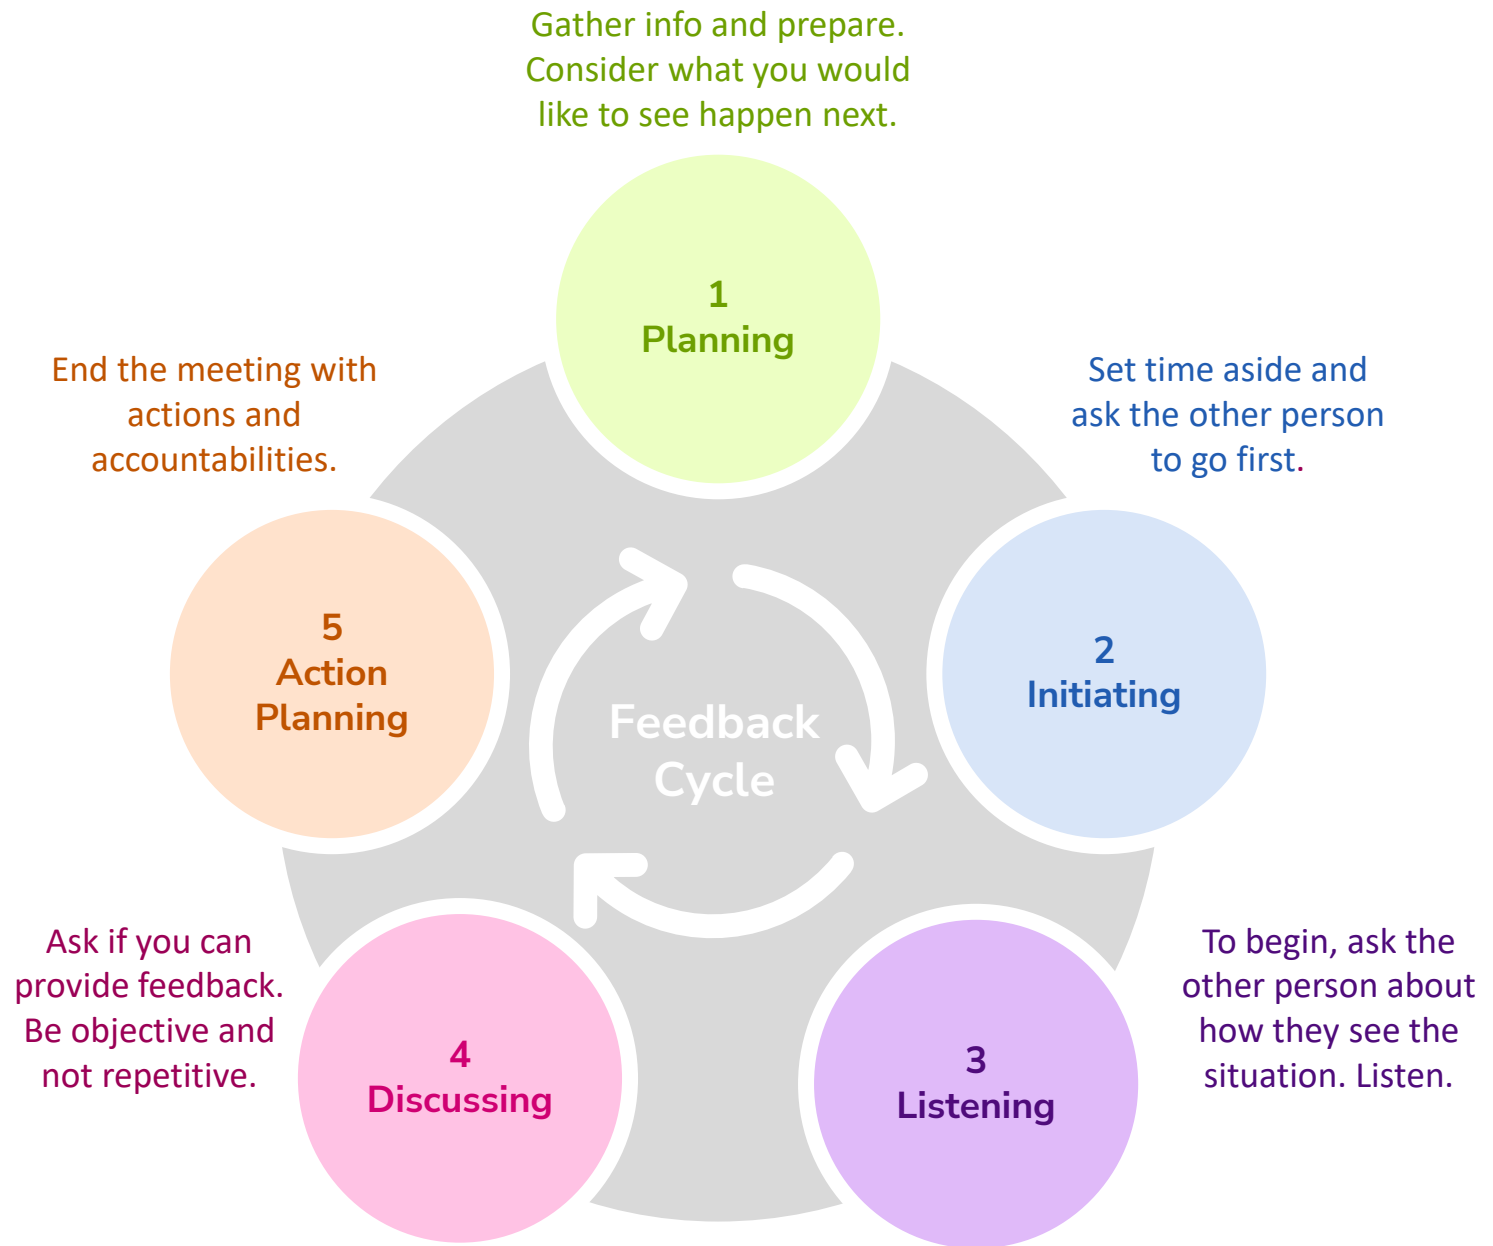 Gather info and prepare.
Consider what you would
like to see happen next.
1
Planning
Set time aside and
ask the other person
to go first.
2
Initiating
To begin, ask the
other person about
how they see the
situation. Listen.
3
Listening
Ask if you can
provide feedback.
Be objective and
not repetitive.
4
Discussing
End the meeting with
actions and
accountabilities.
5
Action
Planning
Feedback
Cycle